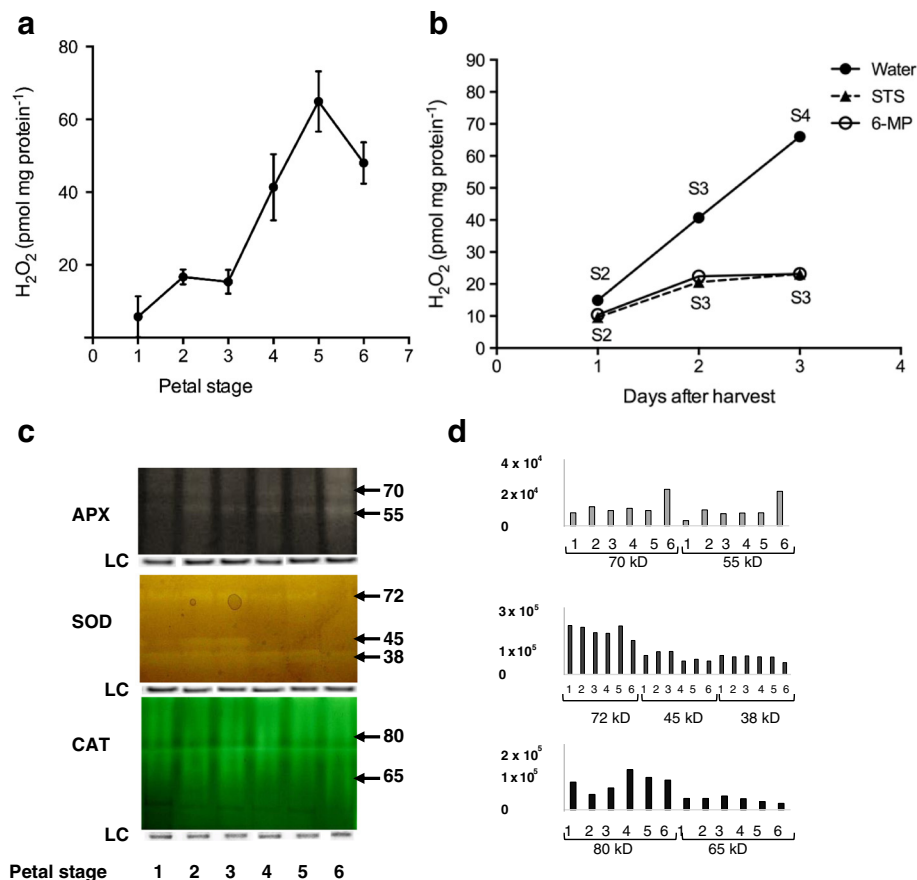 a
80
60
40
20
H2O2 (pmol mg protein-1)
0 1 2 3 4 5 6 7
Petal stage
b
90
80
70
60
50
40
30
20
10
0
H2O2 (pmol mg protein-1)
Water
STS
6-MP
S4
S3
S2
S2
S3
S3
0 1 2 3 4
Days after harvest
c
APX
70
55
LC
SOD
72
45
38
LC
CAT
80
65
LC
Petal stage 1 2 3 4 5 6
d
4 x 10^4
2 x 10^4
0
1 2 3 4 5 6 1 2 3 4 5 6
70 kD 55 kD
3 x 10^5
1 x 10^5
0
1 2 3 4 5 6 1 2 3 4 5 6 1 2 3 4 5 6
72 kD 45 kD 38 kD
2 x 10^5
1 x 10^5
0
1 2 3 4 5 6 1 2 3 4 5 6
80 kD 65 kD